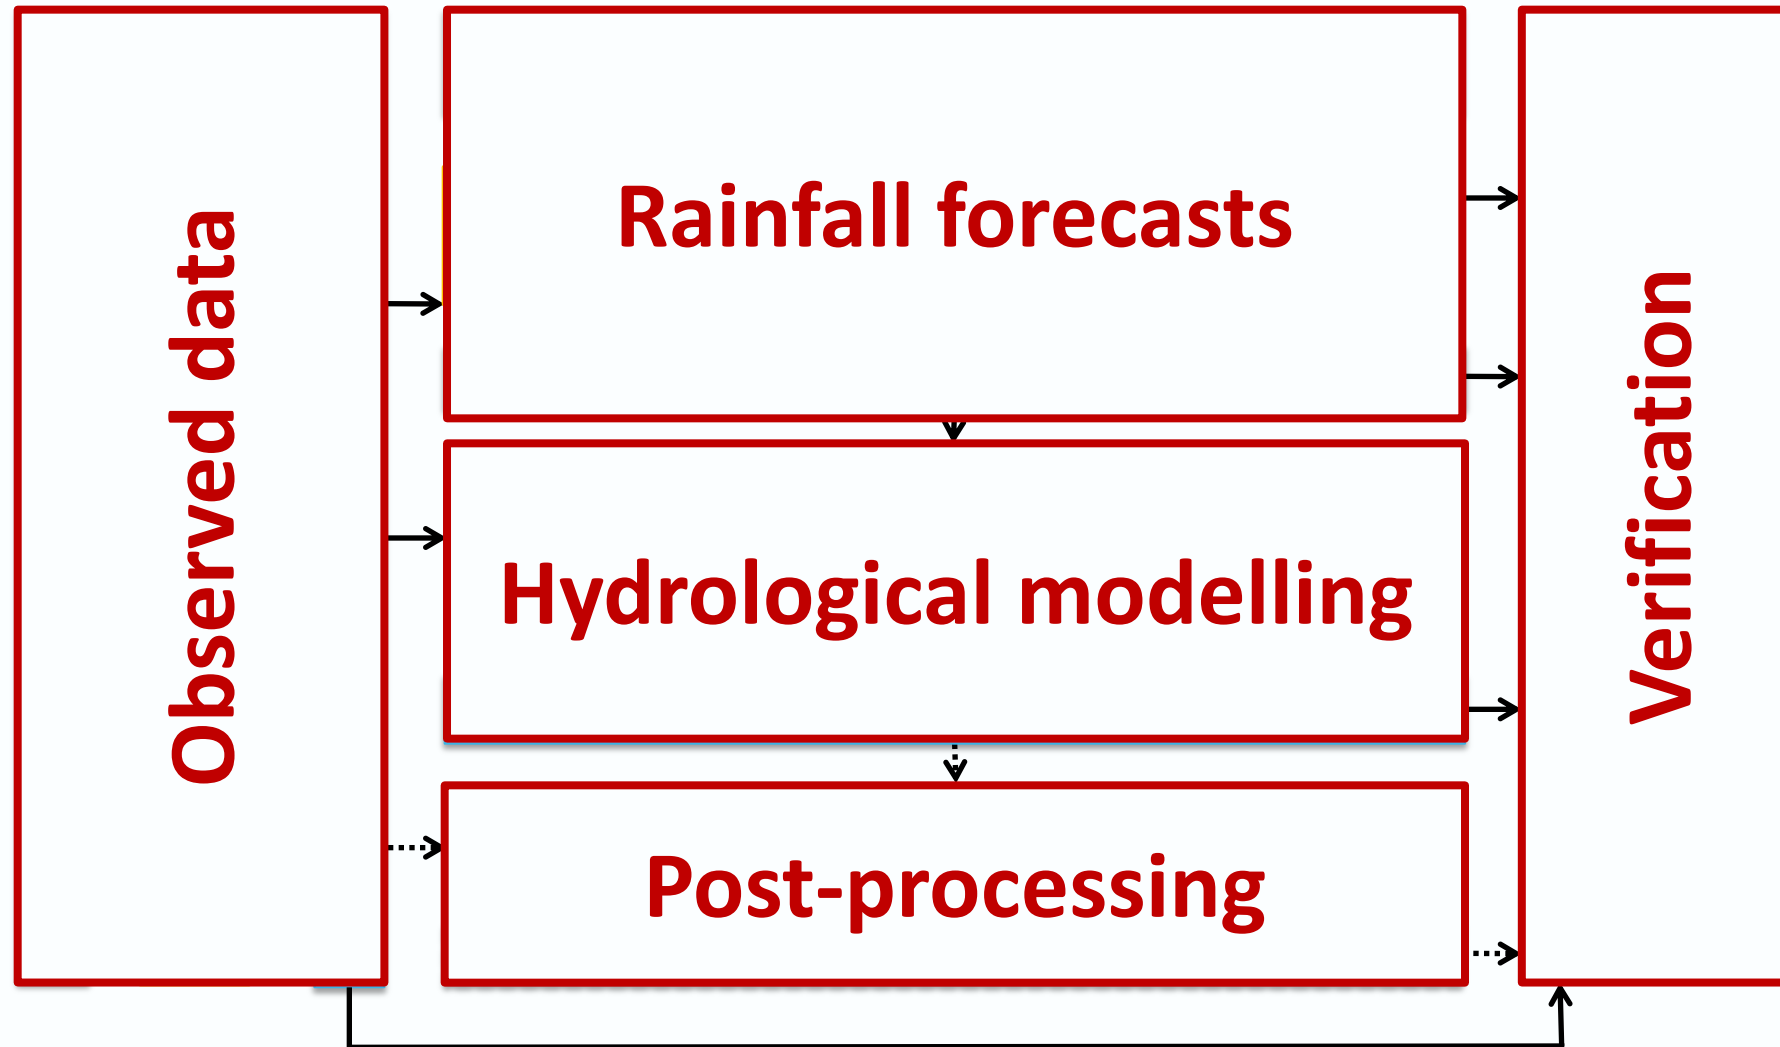 Observed data
Rainfall forecasts
Hydrological modelling
Post-processing
Verification